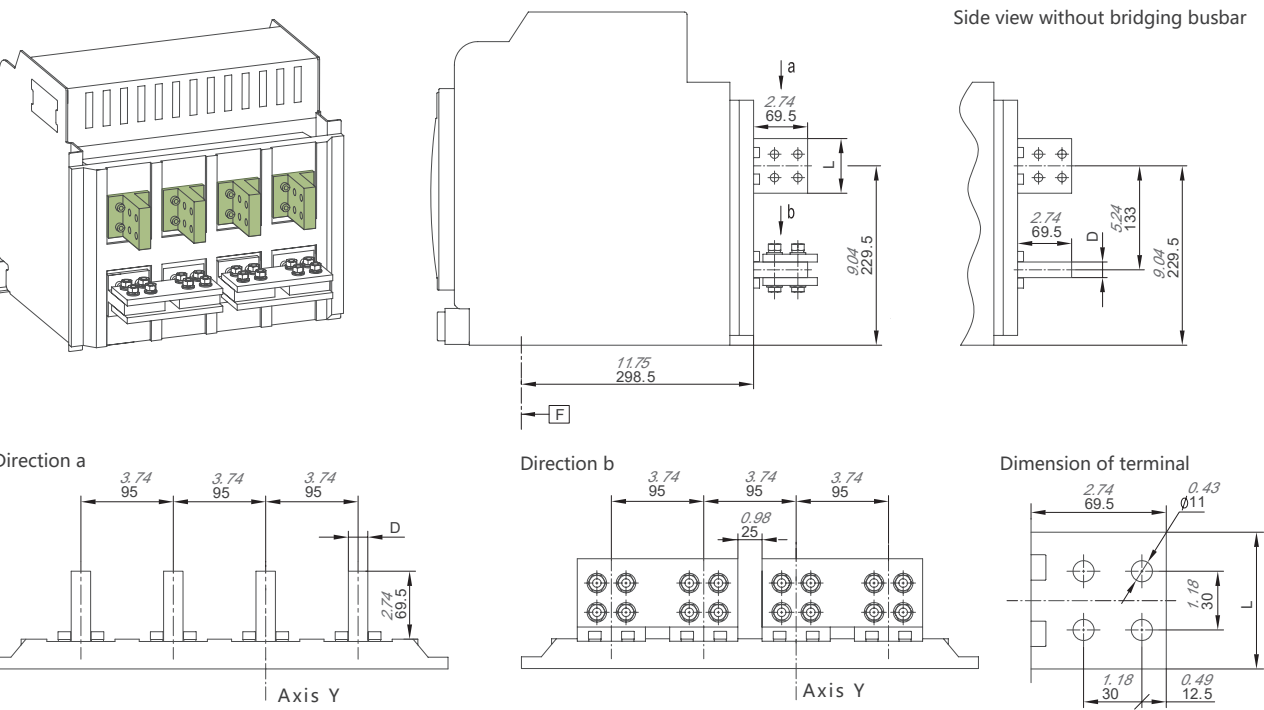 Side view without bridging busbar
a
2.74
69.5
L
b
9.04
229.5
11.75
298.5
F
2.74
69.5
D
5.24
133
9.04
229.5
Direction a
3.74
95
3.74
95
3.74
95
D
2.74
69.5
Axis Y
Direction b
3.74
95
3.74
95
3.74
95
0.98
25
Axis Y
Dimension of terminal
2.74
69.5
0.43
ϕ11
1.18
30
L
1.18
30
0.49
12.5